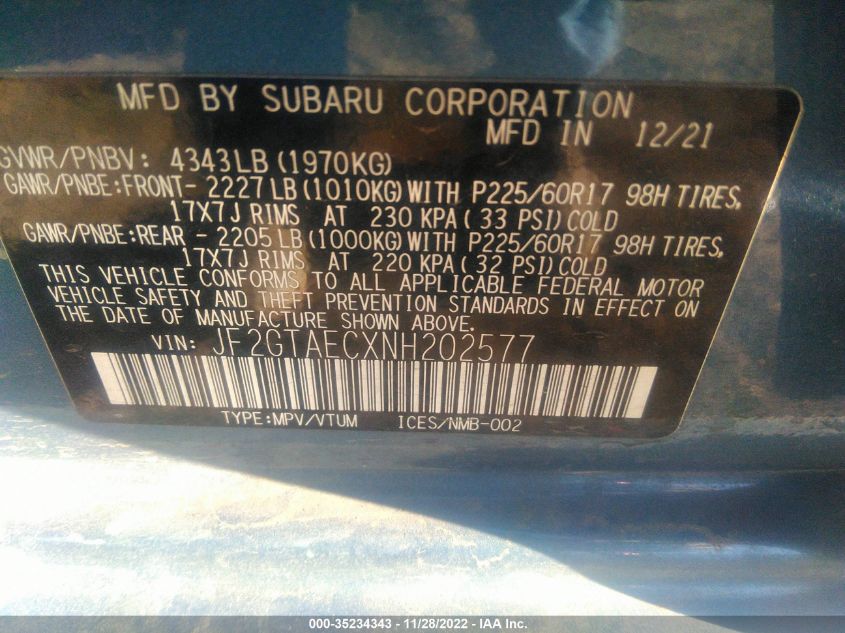 MFD BY SUBARU CORPORATION
MFD IN 12/21
GVWR/PNBV: 4343LB (1970KG)
GAWR/PNBE:FRONT- 2227 LB (1010KG) WITH P225/60R17 98H TIRES,
17X7J RIMS AT 230 KPA ( 33 PSI) COLD
GAWR/PNBE:REAR - 2205 LB (1000KG) WITH P225/60R17 98H TIRES,
17X7J RIMS AT 220 KPA ( 32 PSI) COLD
THIS VEHICLE CONFORMS TO ALL APPLICABLE FEDERAL MOTOR
VEHICLE SAFETY AND THEFT PREVENTION STANDARDS IN EFFECT ON
THE DATE OF MANUFACTURE SHOWN ABOVE.
VIN: JF2GTAECXNH202577
TYPE:MPV/VTUM ICES/NMB-002
000-35234343 - 11/28/2022 - IAA Inc.